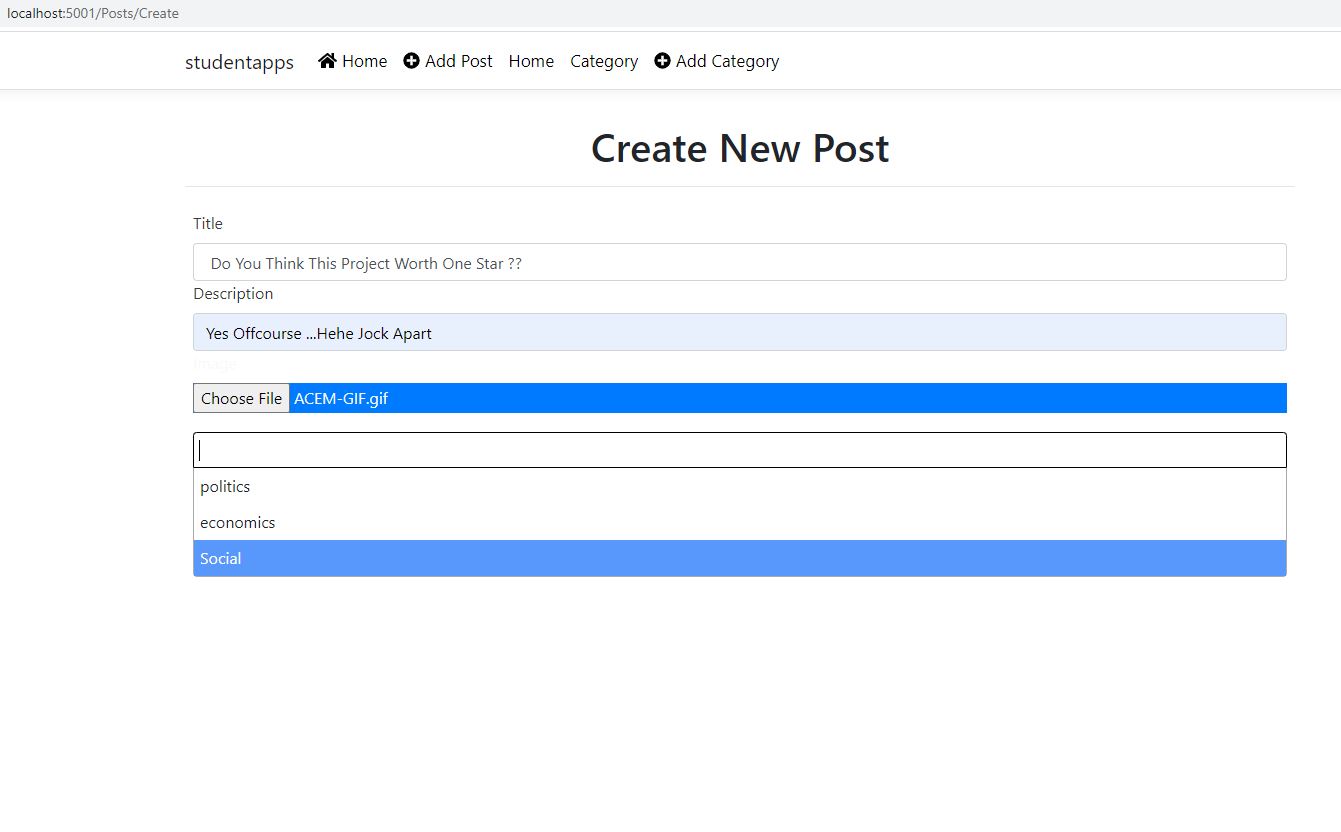 localhost:5001/Posts/Create
studentapps Home Add Post Home Category Add Category
Create New Post
Title
Do You Think This Project Worth One Star ??
Description
Yes Offcourse ...Hehe Jock Apart
Image
Choose File ACEM-GIF.gif
politics
economics
Social